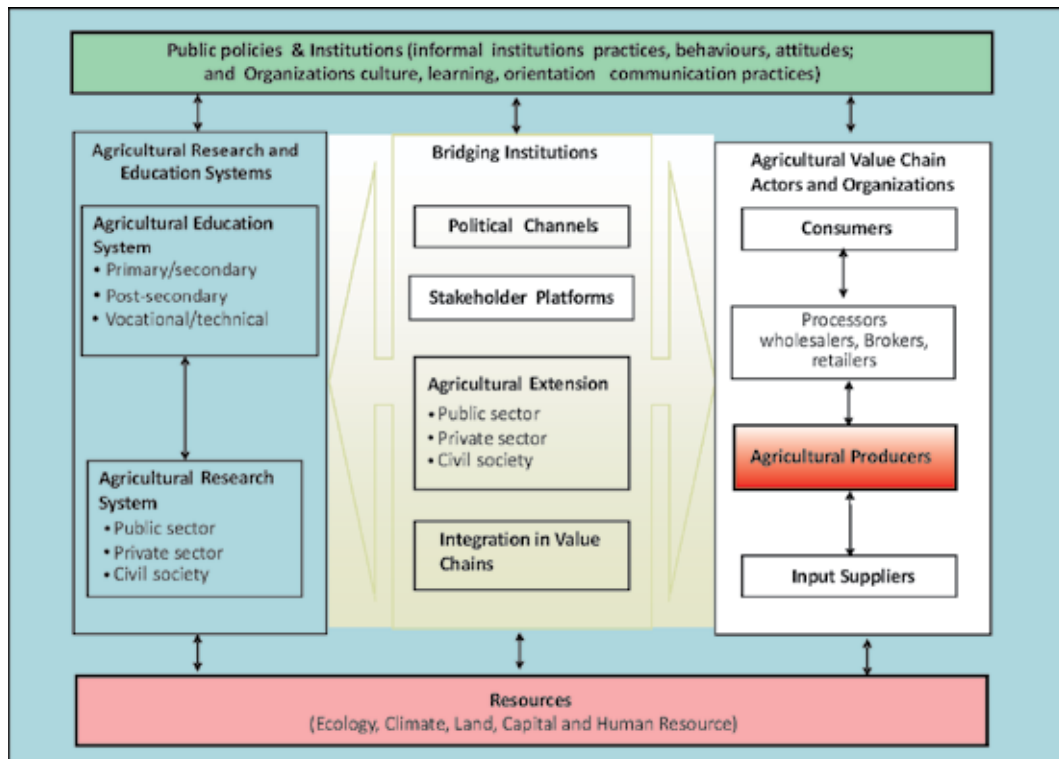 Public policies & Institutions (informal institutions practices, behaviours, attitudes;
and Organizations culture, learning, orientation communication practices)
Agricultural Research and
Education Systems
Agricultural Education
System
• Primary/secondary
• Post-secondary
• Vocational/technical
Agricultural Research
System
• Public sector
• Private sector
• Civil society
Bridging Institutions
Political Channels
Stakeholder Platforms
Agricultural Extension
• Public sector
• Private sector
• Civil society
Integration in Value
Chains
Agricultural Value Chain
Actors and Organizations
Consumers
Processors
wholesalers, Brokers,
retailers
Agricultural Producers
Input Suppliers
Resources
(Ecology, Climate, Land, Capital and Human Resource)